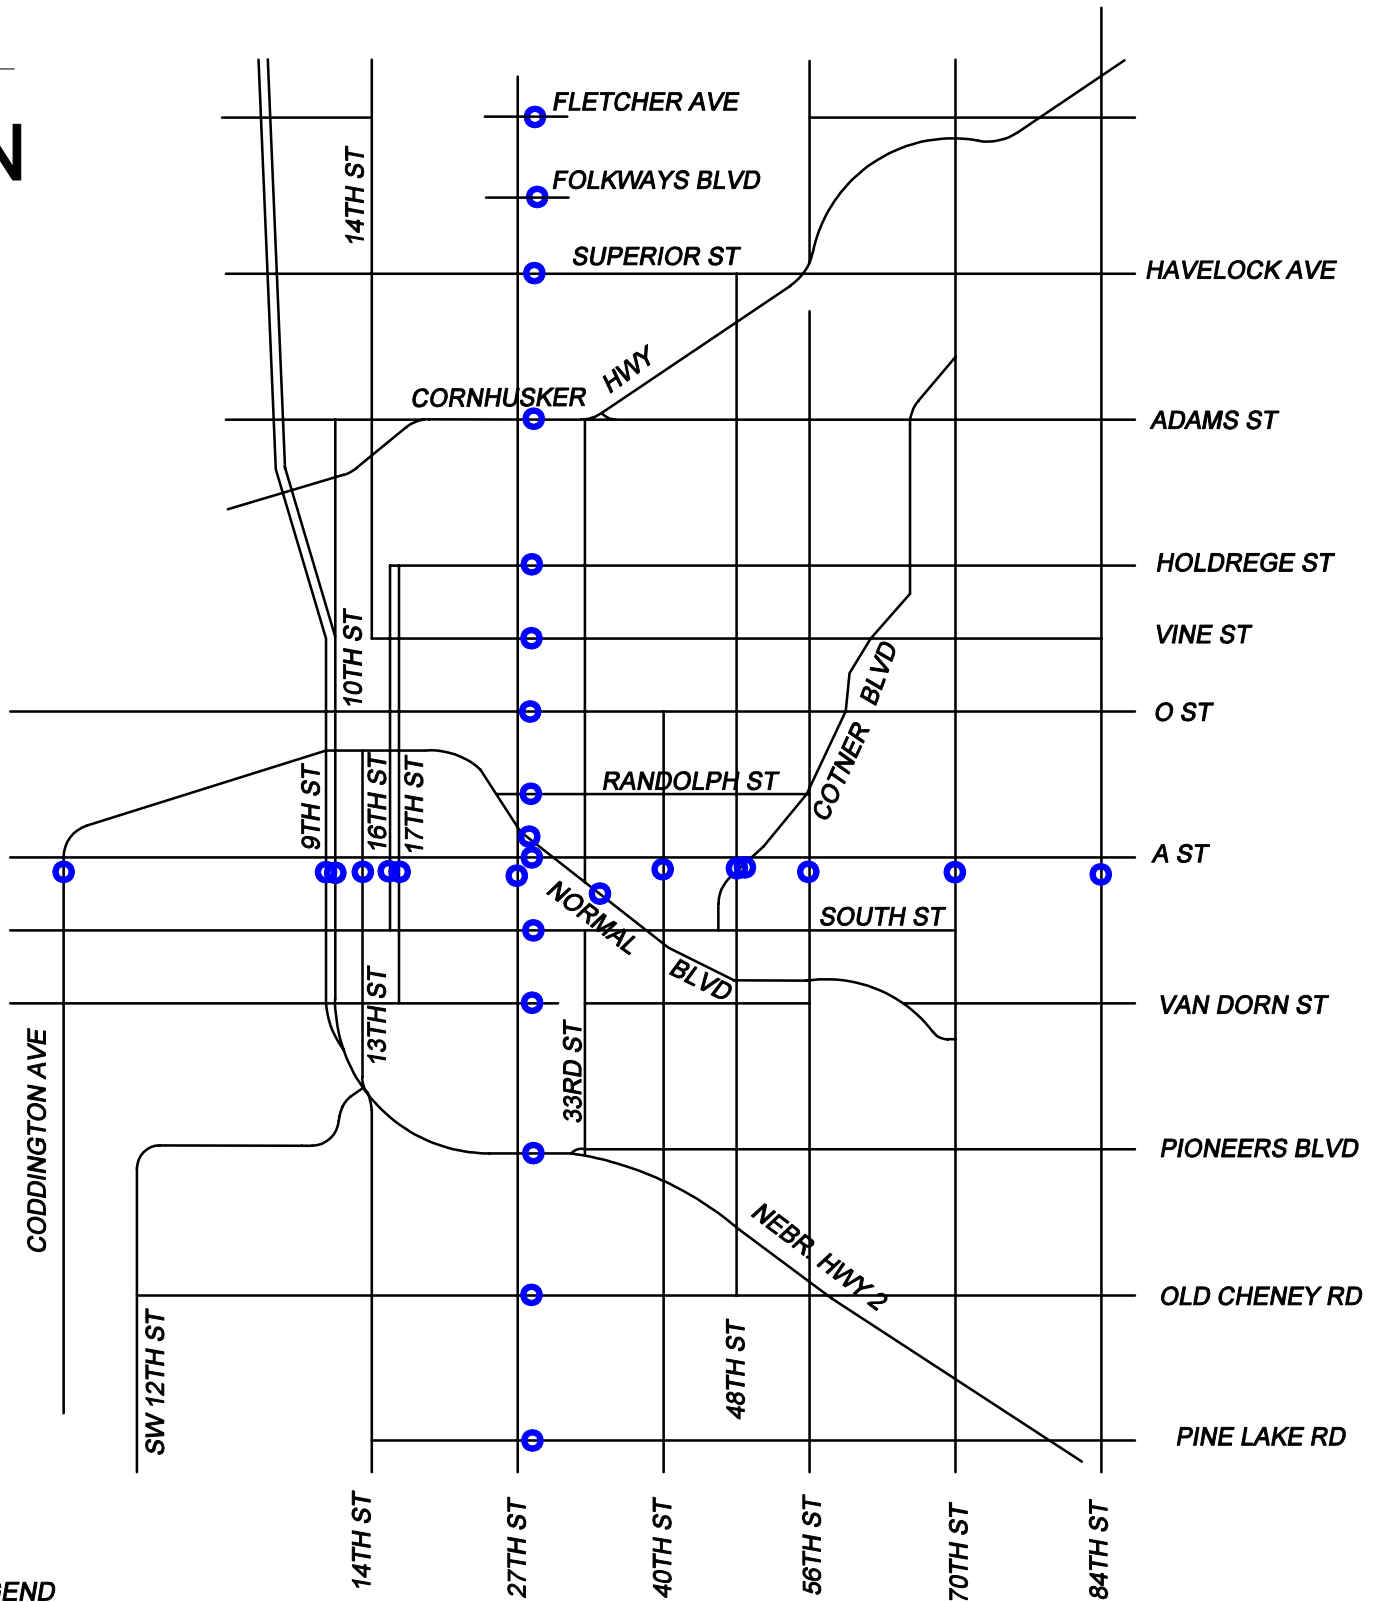 FLETCHER AVE
N
FOLKWAYS BLVD
14TH ST
SUPERIOR ST
HAVELOCK AVE
HWY
CORNHUSKER
ADAMS ST
HOLDREGE ST
VINE ST
10TH ST
BLVD
O ST
COTNER
RANDOLPH ST
9TH ST
16TH ST
17TH ST
A ST
NORMAL
SOUTH ST
BLVD
VAN DORN ST
13TH ST
33RD ST
CODDINGTON AVE
PIONEERS BLVD
NEBR. HWY 2
OLD CHENEY RD
SW 12TH ST
48TH ST
PINE LAKE RD
14TH ST
27TH ST
40TH ST
56TH ST
70TH ST
84TH ST
GEND